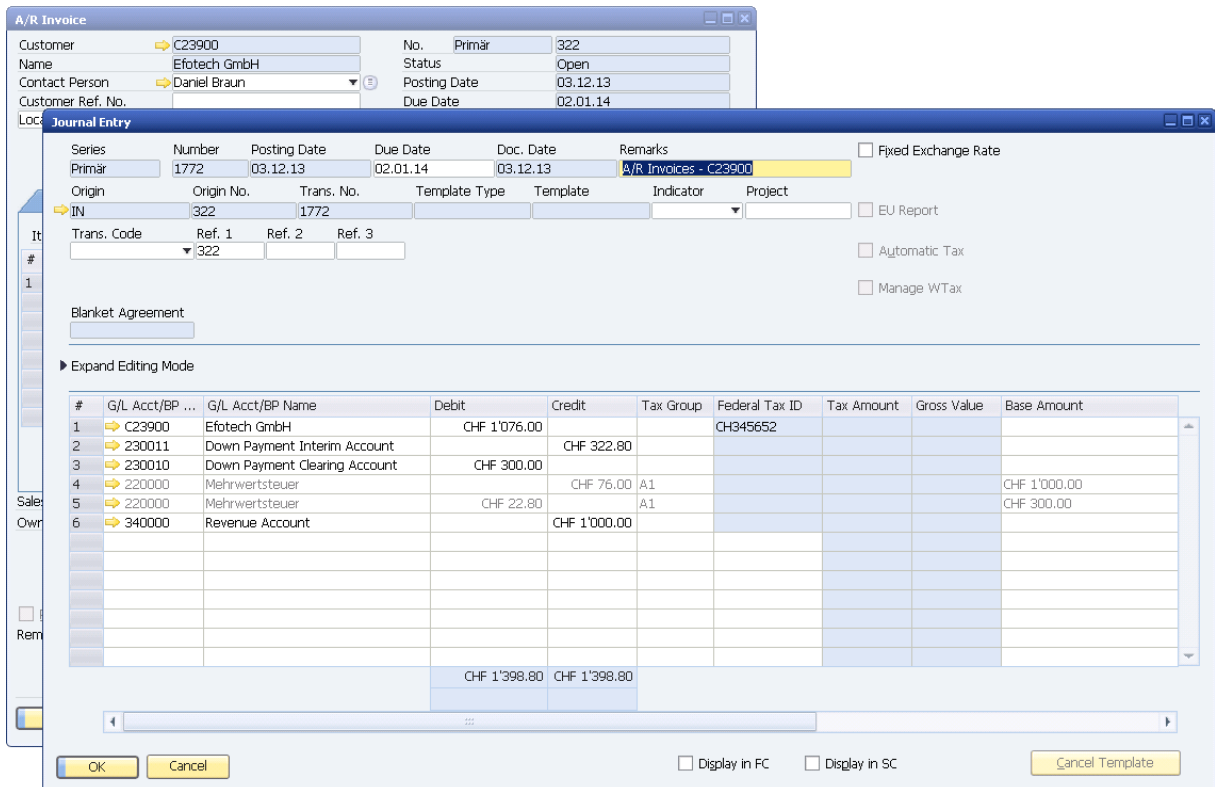 A/R Invoice
Customer C23900 No. Primär 322
Name Efotech GmbH Status Open
Contact Person Daniel Braun Posting Date 03.12.13
Customer Ref. No. Due Date 02.01.14
Loca
Journal Entry
Series Number Posting Date Due Date Doc. Date Remarks
Fixed Exchange Rate
Primär 1772 03.12.13 02.01.14 03.12.13 A/R Invoices - C23900
Origin Origin No. Trans. No. Template Type Template Indicator Project
IN 322 1772
EU Report
It
Trans. Code Ref. 1 Ref. 2 Ref. 3
322
Automatic Tax
#
1
Manage WTax
Blanket Agreement
Expand Editing Mode
# G/L Acct/BP ... G/L Acct/BP Name Debit Credit Tax Group Federal Tax ID Tax Amount Gross Value Base Amount
1 C23900 Efotech GmbH CHF 1'076.00 CH345652
2 230011 Down Payment Interim Account CHF 322.80
3 230010 Down Payment Clearing Account CHF 300.00
4 220000 Mehrwertsteuer CHF 76.00 A1 CHF 1'000.00
5 220000 Mehrwertsteuer CHF 22.80 A1 CHF 300.00
6 340000 Revenue Account CHF 1'000.00
Sale
Own
Rem
CHF 1'398.80 CHF 1'398.80
OK Cancel Display in FC Display in SC Cancel Template